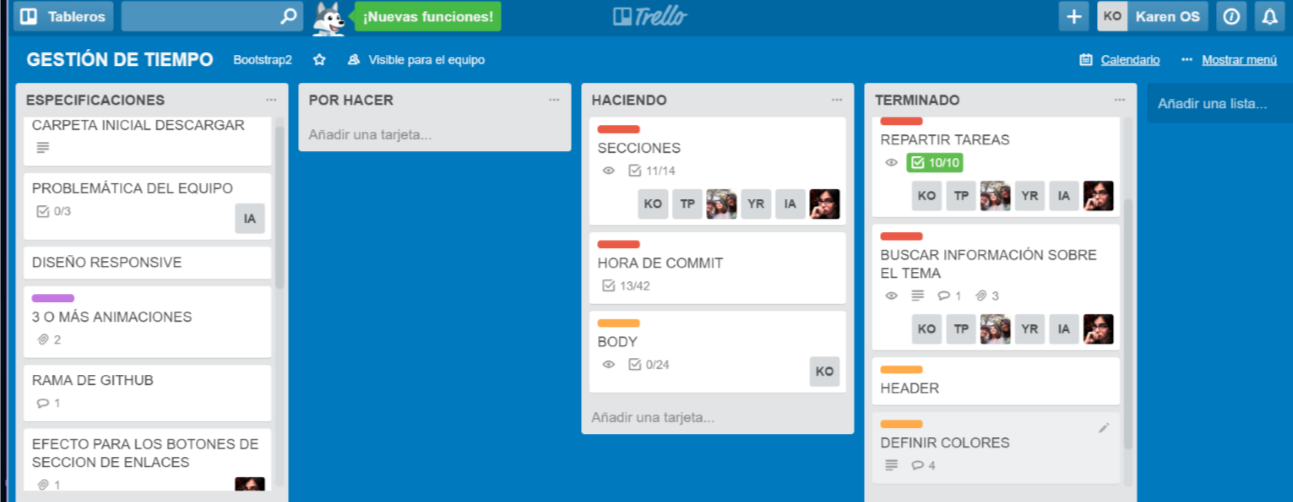 Tableros
¡Nuevas funciones!
Trello
KO Karen OS
GESTIÓN DE TIEMPO
Bootstrap2
Visible para el equipo
Calendario
Mostrar menú
ESPECIFICACIONES
CARPETA INICIAL DESCARGAR
PROBLEMÁTICA DEL EQUIPO
0/3
IA
DISEÑO RESPONSIVE
3 O MÁS ANIMACIONES
2
RAMA DE GITHUB
1
EFECTO PARA LOS BOTONES DE
SECCION DE ENLACES
1
POR HACER
Añadir una tarjeta...
HACIENDO
SECCIONES
11/14
KO TP YR IA
HORA DE COMMIT
13/42
BODY
0/24
KO
Añadir una tarjeta...
TERMINADO
REPARTIR TAREAS
10/10
KO TP YR IA
BUSCAR INFORMACIÓN SOBRE
EL TEMA
1 3
KO TP YR IA
HEADER
DEFINIR COLORES
4
Añadir una lista...